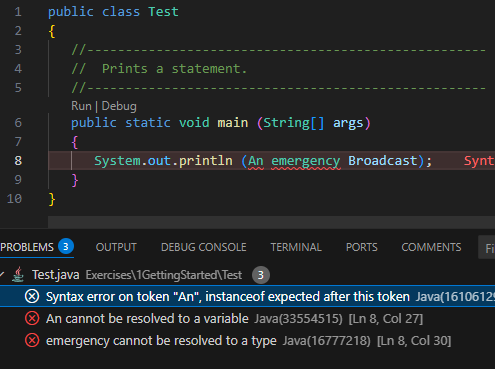 1 public class Test
2 {
3 //--------------------------------------------------------
4 // Prints a statement.
5 //--------------------------------------------------------
Run | Debug
6 public static void main (String[] args)
7 {
8 System.out.println (An emergency Broadcast); Synt
9 }
10 }
PROBLEMS 3 OUTPUT DEBUG CONSOLE TERMINAL PORTS COMMENTS Fi
Test.java Exercises\1GettingStarted\Test 3
Syntax error on token "An", instanceof expected after this token Java(16106129
An cannot be resolved to a variable Java(33554515) [Ln 8, Col 27]
emergency cannot be resolved to a type Java(16777218) [Ln 8, Col 30]